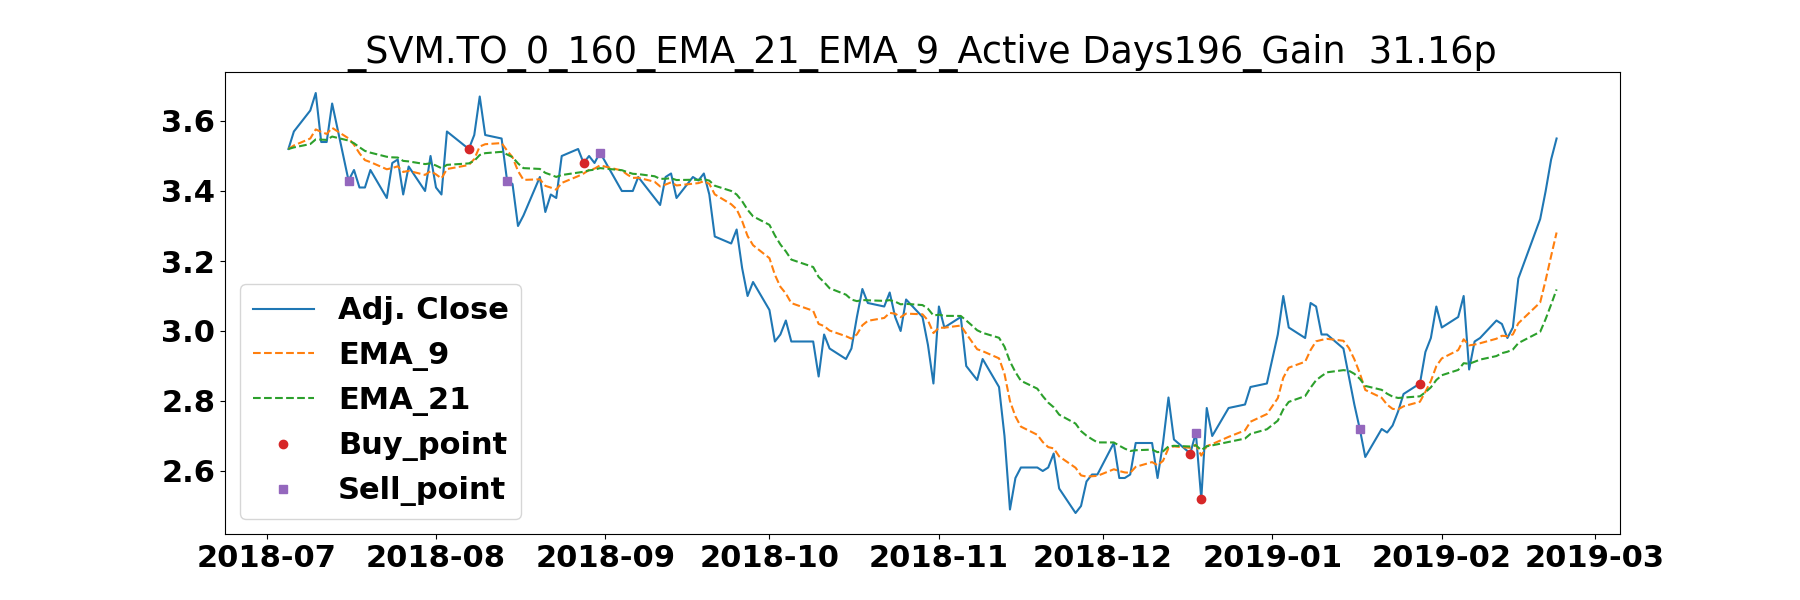 _SVM.TO_0_160_EMA_21_EMA_9_Active Days196_Gain  31.16p
3.6
3.4
3.2
3.0
2.8
2.6
Adj. Close
EMA_9
EMA_21
Buy_point
Sell_point
2018-07 2018-08 2018-09 2018-10 2018-11 2018-12 2019-01 2019-02 2019-03